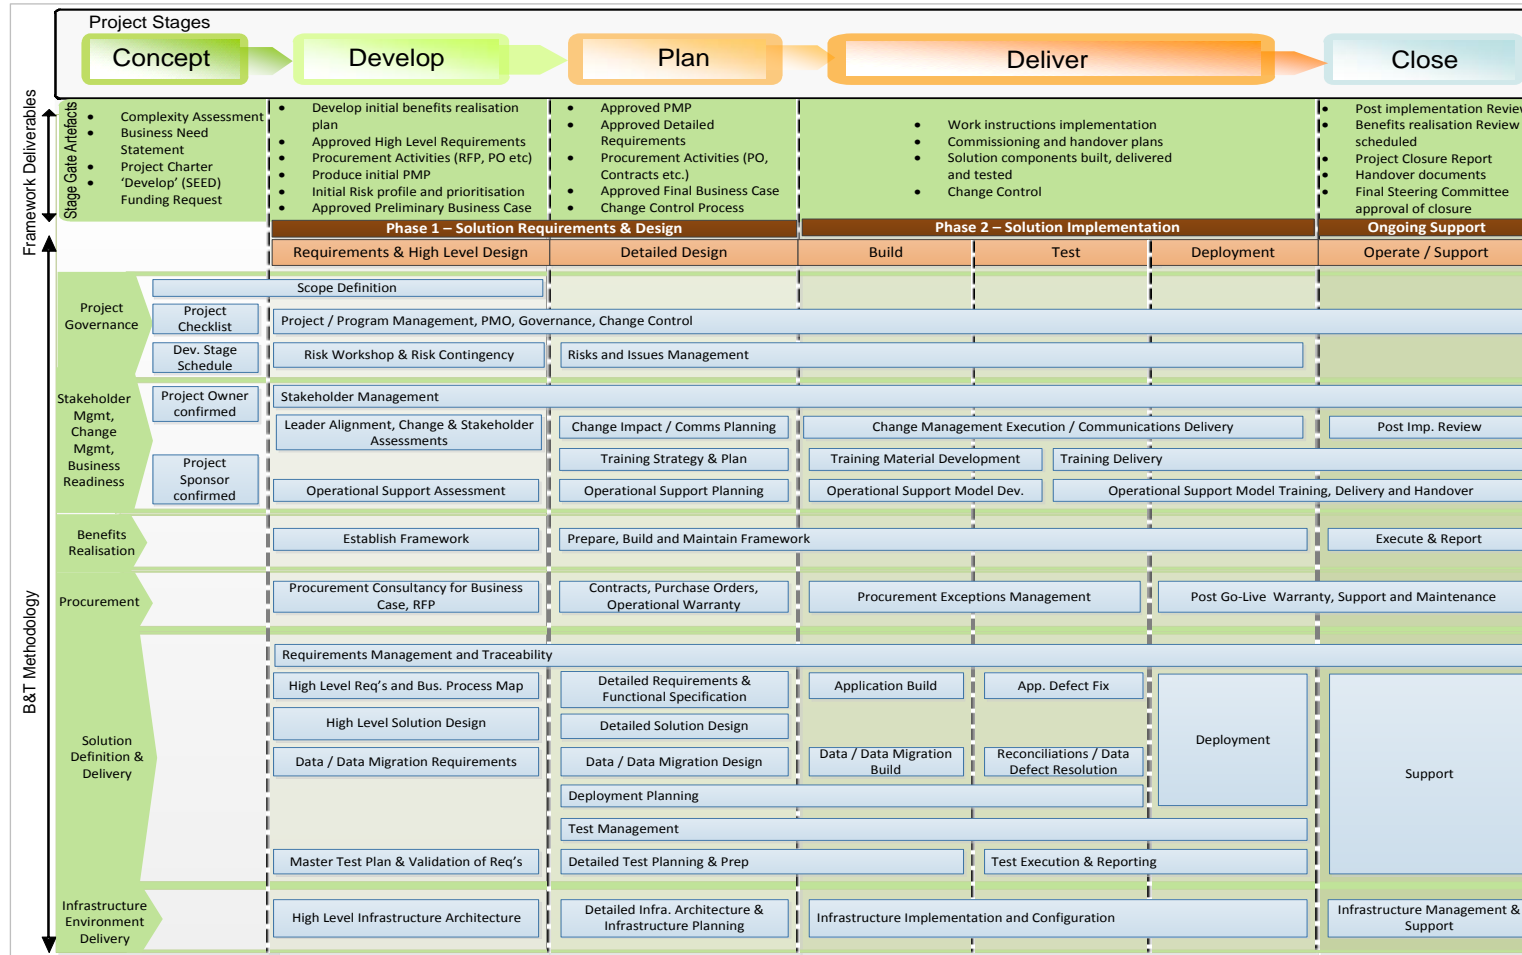 Project Stages
Concept
Develop
Plan
Deliver
Close
Framework Deliverables
Stage Gate Artefacts
• Complexity Assessment
• Business Need
Statement
• Project Charter
• ‘Develop’ (SEED)
Funding Request
• Develop initial benefits realisation
plan
• Approved High Level Requirements
• Procurement Activities (RFP, PO etc)
• Produce initial PMP
• Initial Risk profile and prioritisation
• Approved Preliminary Business Case
• Approved PMP
• Approved Detailed
Requirements
• Procurement Activities (PO,
Contracts etc.)
• Approved Final Business Case
• Change Control Process
• Work instructions implementation
• Commissioning and handover plans
• Solution components built, delivered
and tested
• Change Control
• Post implementation Review
• Benefits realisation Review
scheduled
• Project Closure Report
• Handover documents
• Final Steering Committee
approval of closure
Phase 1 – Solution Requirements & Design
Phase 2 – Solution Implementation
Ongoing Support
Requirements & High Level Design
Detailed Design
Build
Test
Deployment
Operate / Support
B&T Methodology
Project
Governance
Scope Definition
Project
Checklist
Project / Program Management, PMO, Governance, Change Control
Dev. Stage
Schedule
Risk Workshop & Risk Contingency
Risks and Issues Management
Stakeholder
Mgmt,
Change
Mgmt,
Business
Readiness
Project Owner
confirmed
Stakeholder Management
Leader Alignment, Change & Stakeholder
Assessments
Change Impact / Comms Planning
Change Management Execution / Communications Delivery
Post Imp. Review
Project
Sponsor
confirmed
Training Strategy & Plan
Training Material Development
Training Delivery
Operational Support Assessment
Operational Support Planning
Operational Support Model Dev.
Operational Support Model Training, Delivery and Handover
Benefits
Realisation
Establish Framework
Prepare, Build and Maintain Framework
Execute & Report
Procurement
Procurement Consultancy for Business
Case, RFP
Contracts, Purchase Orders,
Operational Warranty
Procurement Exceptions Management
Post Go-Live Warranty, Support and Maintenance
Solution
Definition &
Delivery
Requirements Management and Traceability
High Level Req’s and Bus. Process Map
Detailed Requirements &
Functional Specification
Application Build
App. Defect Fix
Deployment
Support
High Level Solution Design
Detailed Solution Design
Data / Data Migration Requirements
Data / Data Migration Design
Data / Data Migration
Build
Reconciliations / Data
Defect Resolution
Deployment Planning
Test Management
Master Test Plan & Validation of Req’s
Detailed Test Planning & Prep
Test Execution & Reporting
Infrastructure
Environment
Delivery
High Level Infrastructure Architecture
Detailed Infra. Architecture &
Infrastructure Planning
Infrastructure Implementation and Configuration
Infrastructure Management &
Support